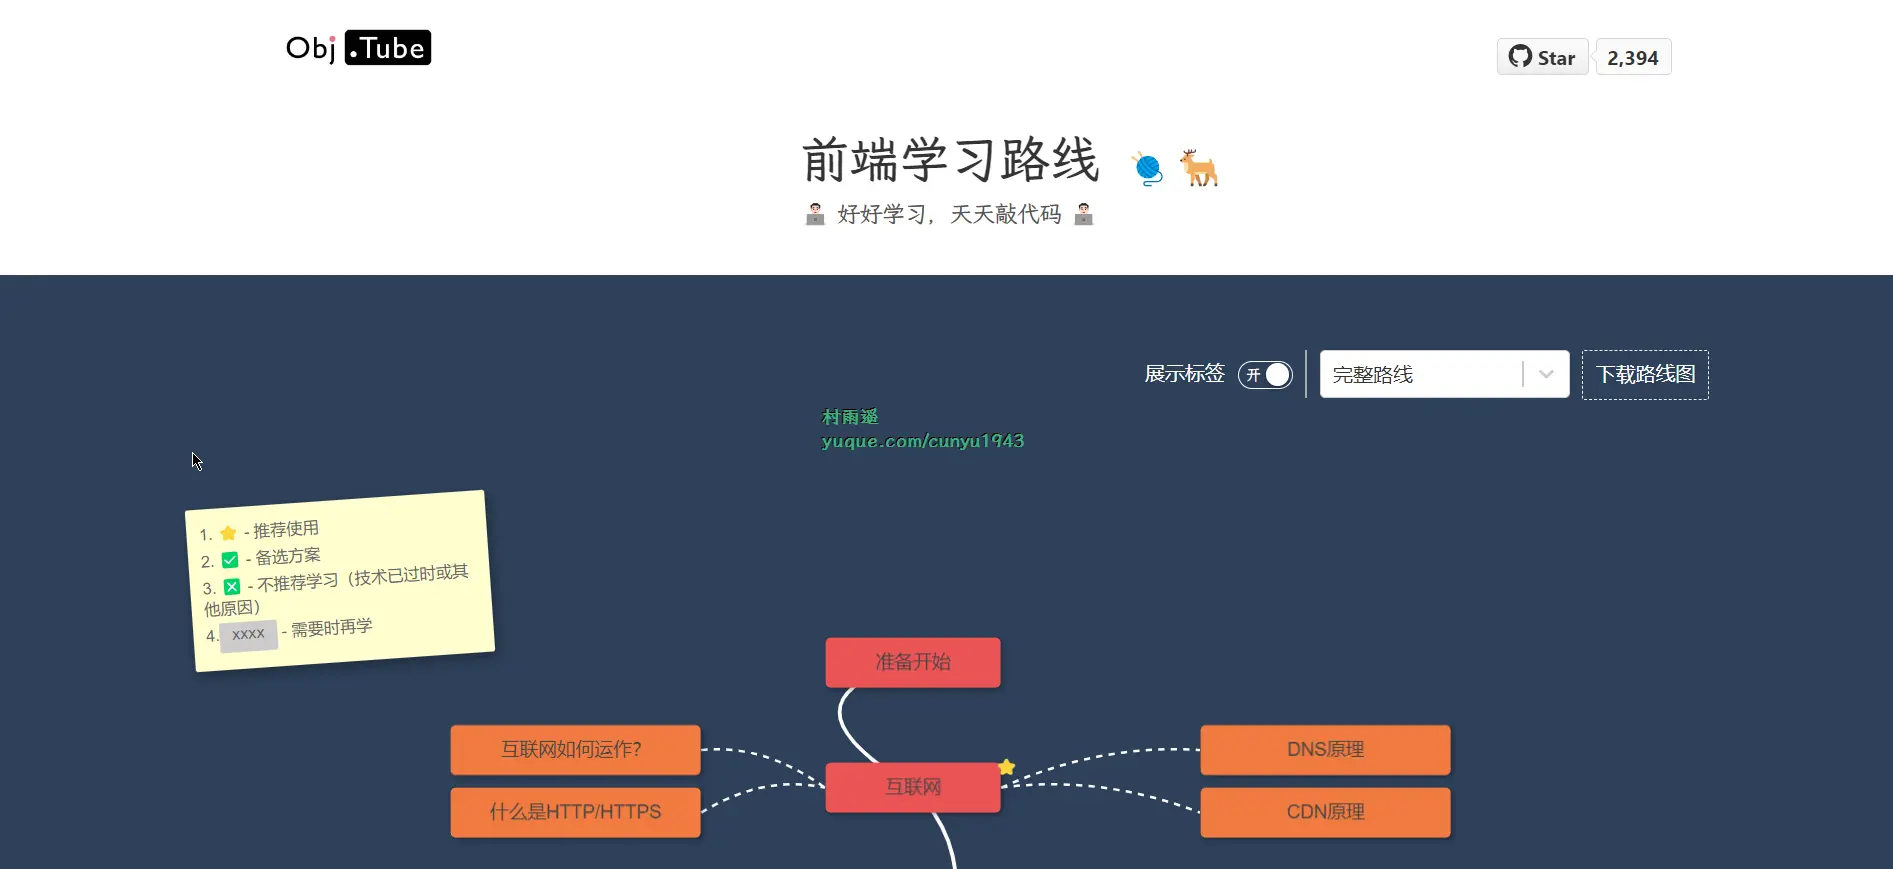 Obj .Tube
Star 2,394
前端学习路线
好好学习，天天敲代码
展示标签 开 完整路线 下载路线图
村雨遥
yuque.com/cunyu1943
1. - 推荐使用
2. - 备选方案
3. - 不推荐学习（技术已过时或其
他原因）
4. xxxx - 需要时再学
准备开始
互联网如何运作? 互联网 DNS原理
什么是HTTP/HTTPS CDN原理